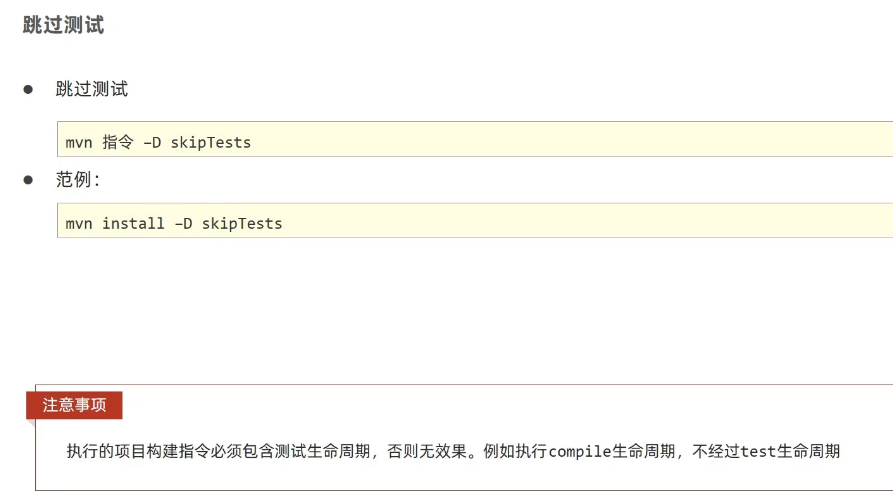 跳过测试
● 跳过测试
mvn 指令 –D skipTests
● 范例：
mvn install –D skipTests
注意事项
执行的项目构建指令必须包含测试生命周期，否则无效果。例如执行compile生命周期，不经过test生命周期